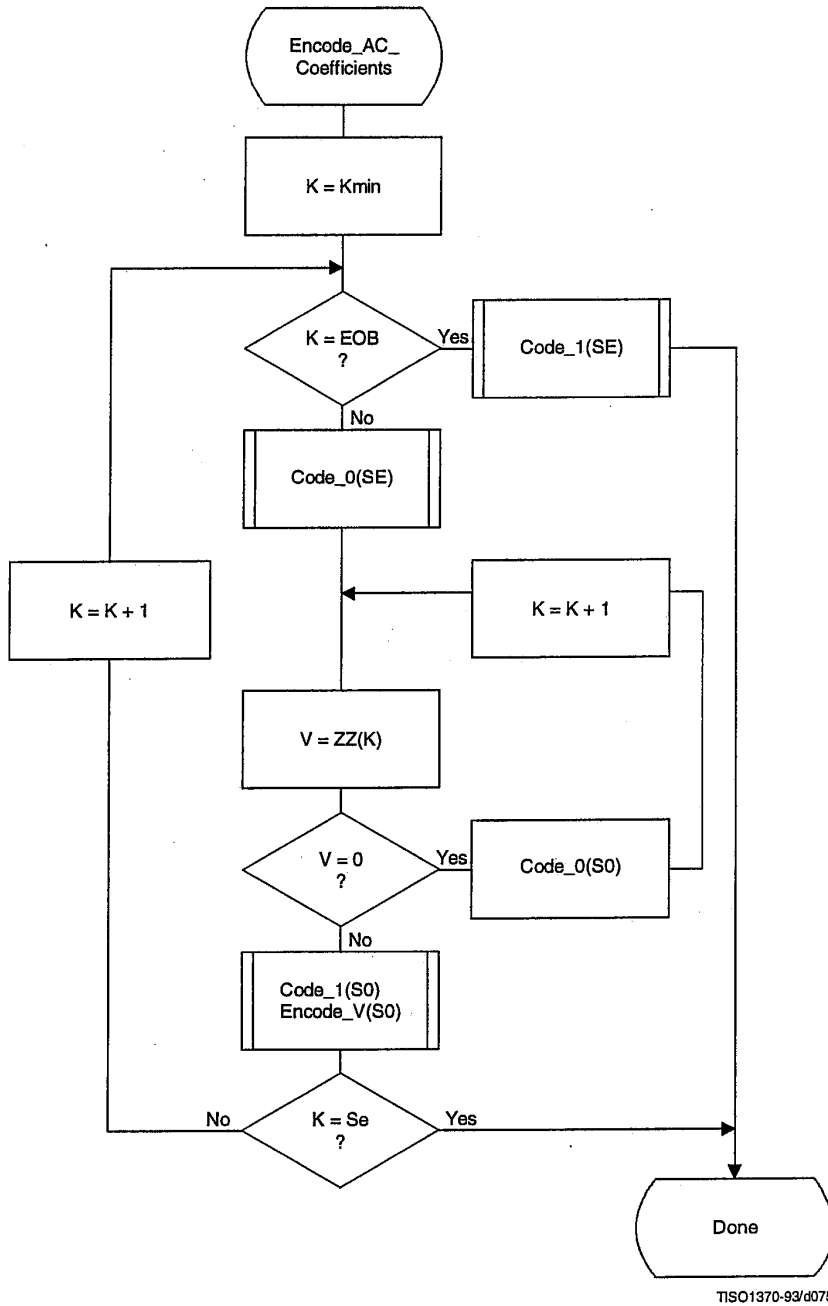 Encode_AC_
Coefficients
K = Kmin
K = EOB
?
Yes
Code_1(SE)
No
Code_0(SE)
K = K + 1
K = K + 1
V = ZZ(K)
V = 0
?
Yes
Code_0(S0)
No
Code_1(S0)
Encode_V(S0)
No
K = Se
?
Yes
Done
TISO1370-93/d075